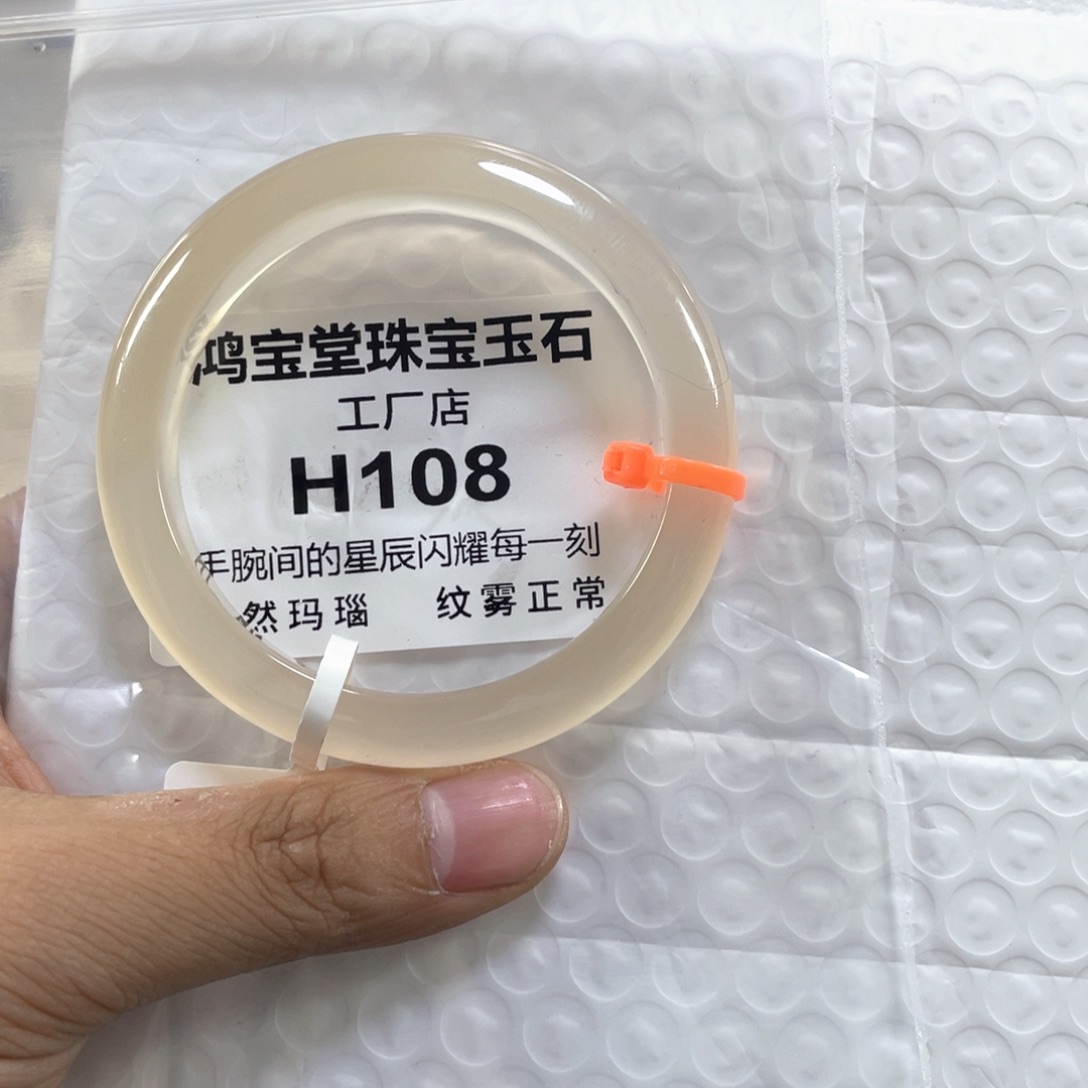 鸿宝堂珠宝玉石
工厂店
H108
手腕间的星辰闪耀每一刻
然玛瑙 纹雾正常